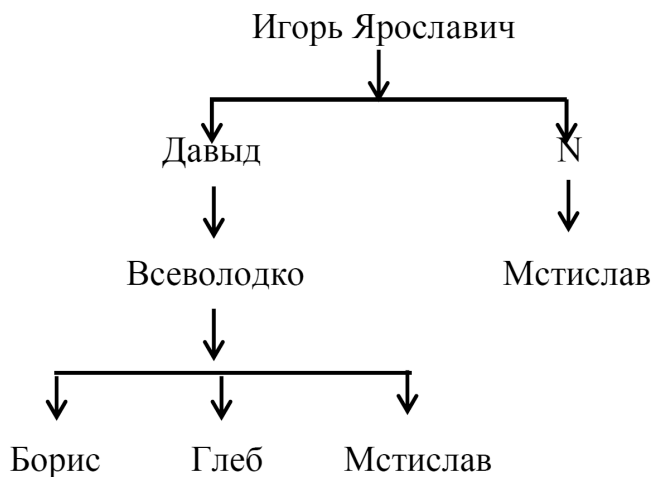 Игорь Ярославич
Давыд N
Всеволодко Мстислав
Борис Глеб Мстислав